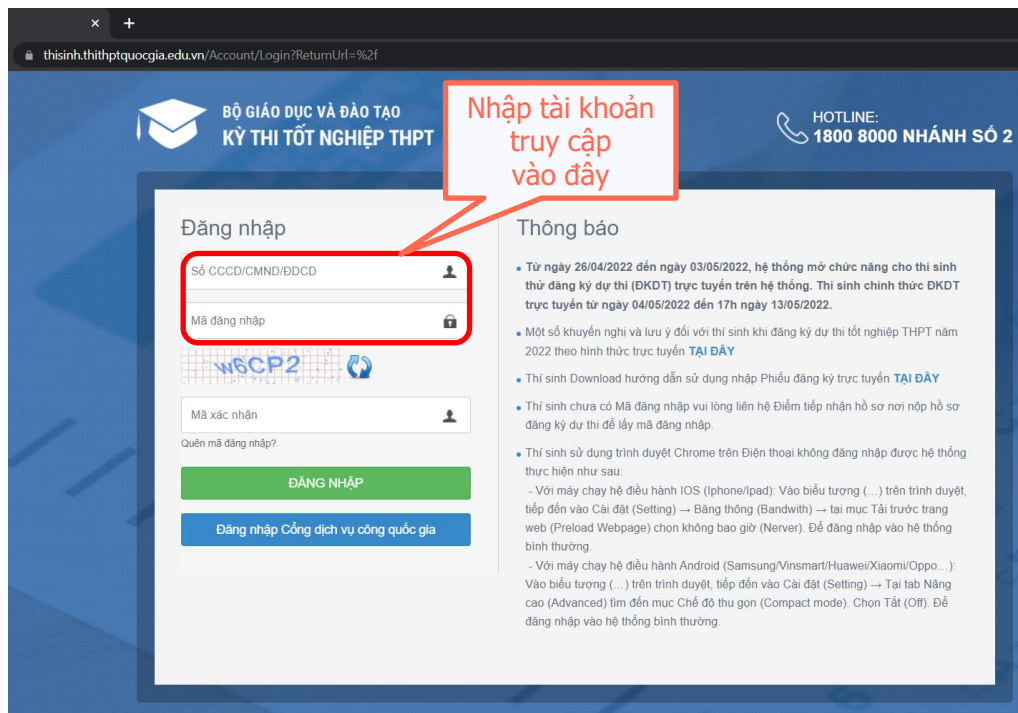 × +
thisinh.thithptquocgia.edu.vn/Account/Login?ReturnUrl=%2f
BỘ GIÁO DỤC VÀ ĐÀO TẠO
KỲ THI TỐT NGHIỆP THPT
Nhập tài khoản
truy cập
vào đây
HOTLINE:
1800 8000 NHÁNH SỐ 2
Đăng nhập
Số CCCD/CMND/ĐDCD
Mã đăng nhập
w6CP2
Mã xác nhận
Quên mã đăng nhập?
ĐĂNG NHẬP
Đăng nhập Cổng dịch vụ công quốc gia
Thông báo
• Từ ngày 26/04/2022 đến ngày 03/05/2022, hệ thống mở chức năng cho thí sinh
thử đăng ký dự thi (ĐKDT) trực tuyến trên hệ thống. Thí sinh chính thức ĐKDT
trực tuyến từ ngày 04/05/2022 đến 17h ngày 13/05/2022.
• Một số khuyến nghị và lưu ý đối với thí sinh khi đăng ký dự thi tốt nghiệp THPT năm
2022 theo hình thức trực tuyến TẠI ĐÂY
• Thí sinh Download hướng dẫn sử dụng nhập Phiếu đăng ký trực tuyến TẠI ĐÂY
• Thí sinh chưa có Mã đăng nhập vui lòng liên hệ Điểm tiếp nhận hồ sơ nơi nộp hồ sơ
đăng ký dự thi để lấy mã đăng nhập.
• Thí sinh sử dụng trình duyệt Chrome trên Điện thoại không đăng nhập được hệ thống
thực hiện như sau:
- Với máy chạy hệ điều hành IOS (Iphone/Ipad): Vào biểu tượng (…) trên trình duyệt,
tiếp đến vào Cài đặt (Setting) → Băng thông (Bandwith) → tại mục Tải trước trang
web (Preload Webpage) chọn không bao giờ (Nerver). Để đăng nhập vào hệ thống
bình thường.
- Với máy chạy hệ điều hành Android (Samsung/Vinsmart/Huawei/Xiaomi/Oppo…):
Vào biểu tượng (…) trên trình duyệt, tiếp đến vào Cài đặt (Setting) → Tại tab Nâng
cao (Advanced) tìm đến mục Chế độ thu gọn (Compact mode). Chọn Tắt (Off). Để
đăng nhập vào hệ thống bình thường.